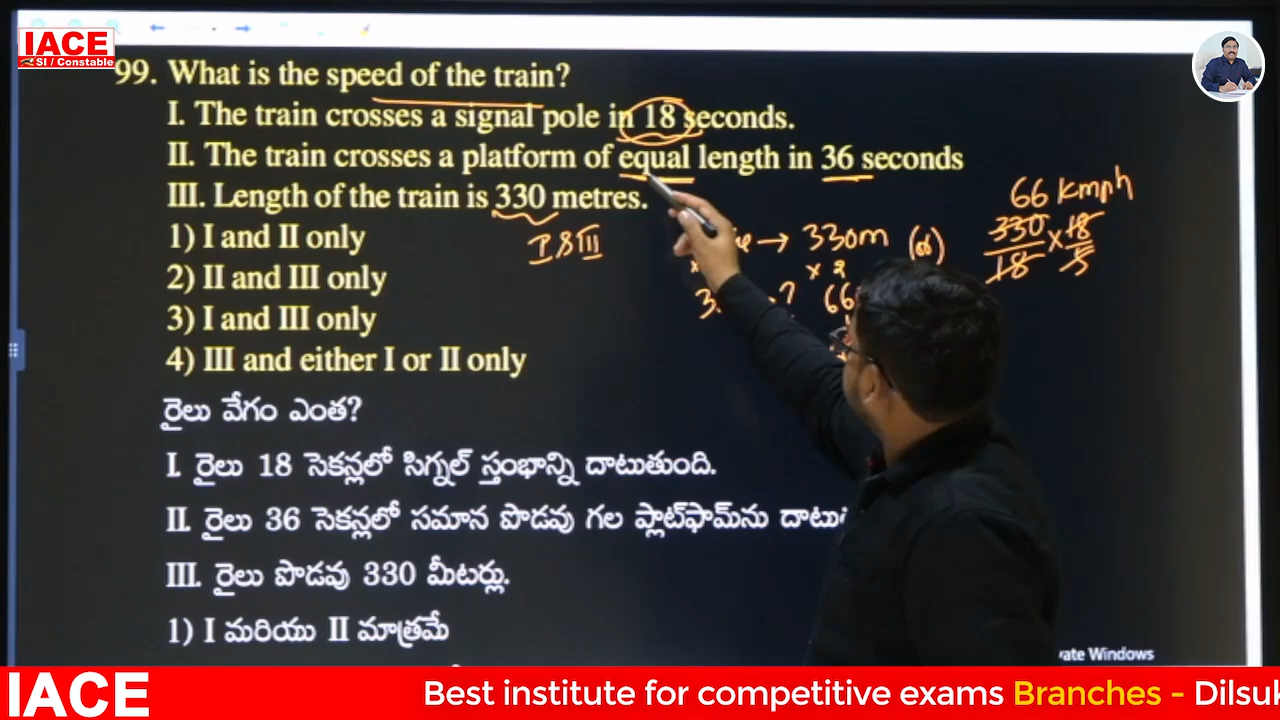 IACE
SI / Constable
99. What is the speed of the train?
I. The train crosses a signal pole in 18 seconds.
II. The train crosses a platform of equal length in 36 seconds
III. Length of the train is 330 metres.
1) I and II only
2) II and III only
3) I and III only
4) III and either I or II only
I & III
→ 330m
× 2
66 kmph
330/18 × 18/5
రైలు వేగం ఎంత?
I. రైలు 18 సెకన్లలో సిగ్నల్ స్తంభాన్ని దాటుతుంది.
II. రైలు 36 సెకన్లలో సమాన పొడవు గల ప్లాట్‌ఫామ్‌ను
III. రైలు పొడవు 330 మీటర్లు.
1) I మరియు II మాత్రమే
Windows
IACE
Best institute for competitive exams Branches -